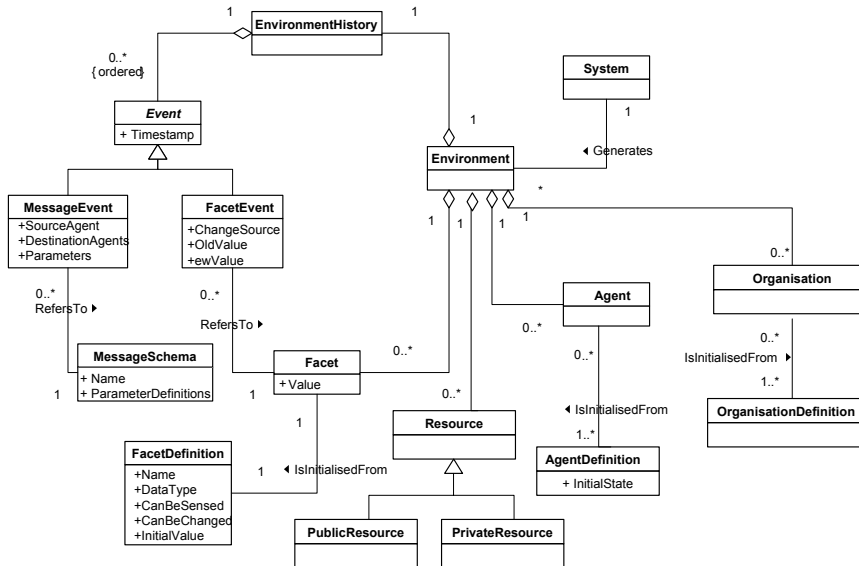 1
EnvironmentHistory
1
0..*
{ ordered}
System
Event
+ Timestamp
1
1
Environment
◄ Generates
*
MessageEvent
+SourceAgent
+DestinationAgents
+Parameters
FacetEvent
+ChangeSource
+OldValue
+ewValue
1
1
1
1
0..*
Organisation
Agent
0..*
RefersTo ►
0..*
RefersTo ►
0..*
0..*
0..*
0..*
IsInitialisedFrom ►
MessageSchema
+ Name
+ ParameterDefinitions
1
Facet
+ Value
1
1
0..*
Resource
◄ IsInitialisedFrom
1..*
1..*
OrganisationDefinition
FacetDefinition
+Name
+DataType
+CanBeSensed
+CanBeChanged
+InitialValue
1
◄ IsInitialisedFrom
AgentDefinition
+ InitialState
PublicResource
PrivateResource